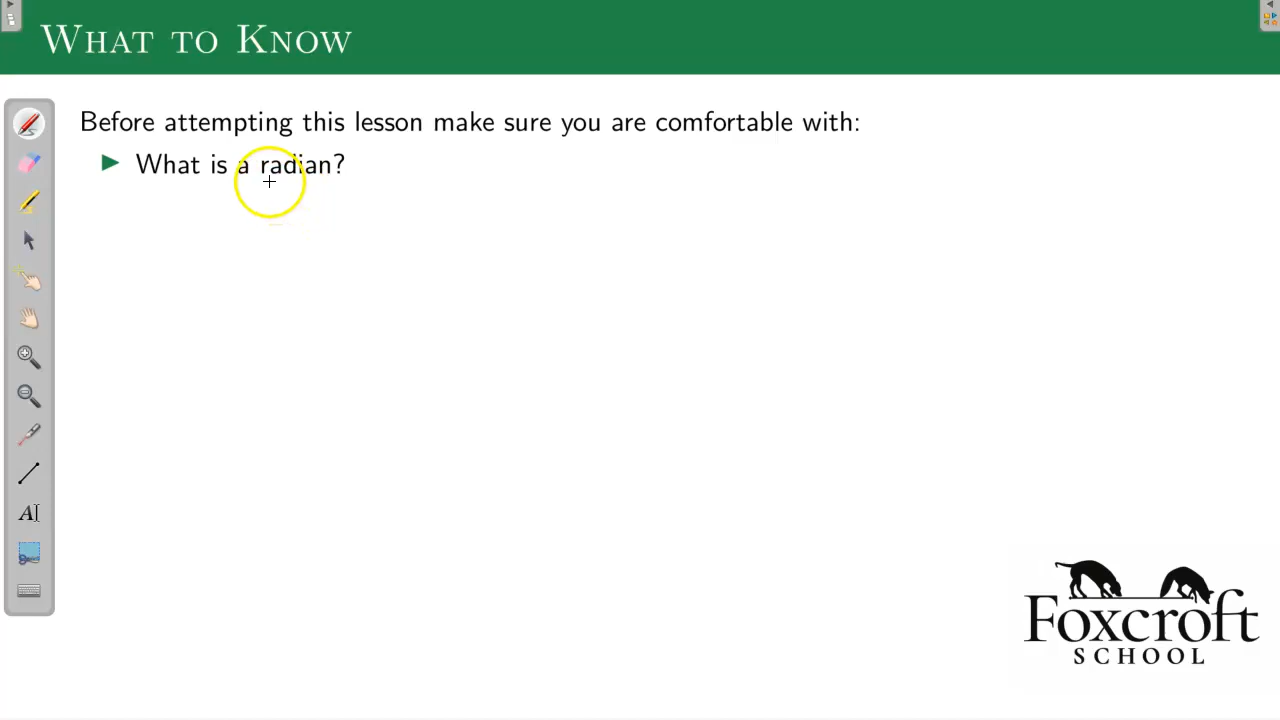 What to Know
Before attempting this lesson make sure you are comfortable with:
What is a radian?
A
Foxcroft
SCHOOL